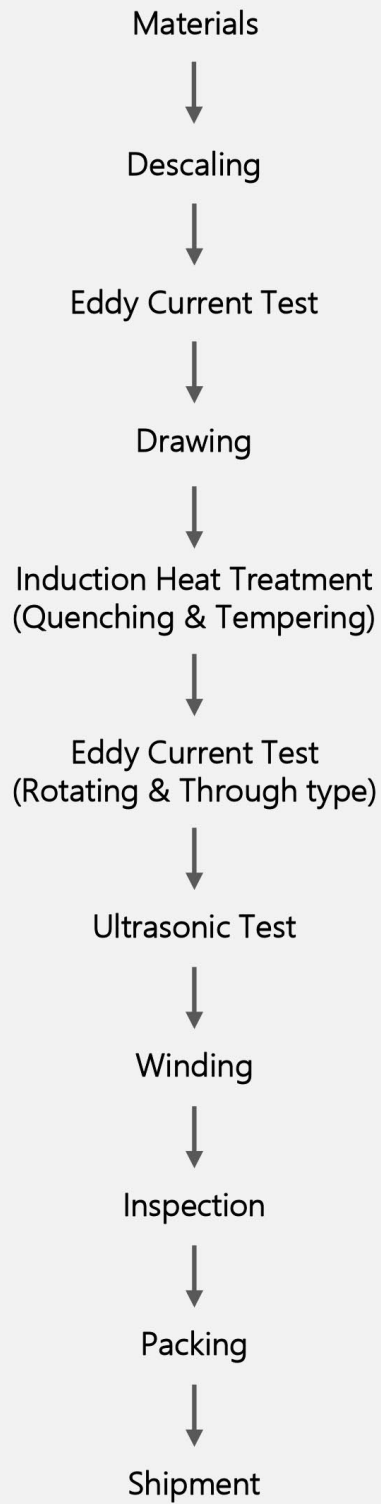 Materials
Descaling
Eddy Current Test
Drawing
Induction Heat Treatment
(Quenching & Tempering)
Eddy Current Test
(Rotating & Through type)
Ultrasonic Test
Winding
Inspection
Packing
Shipment